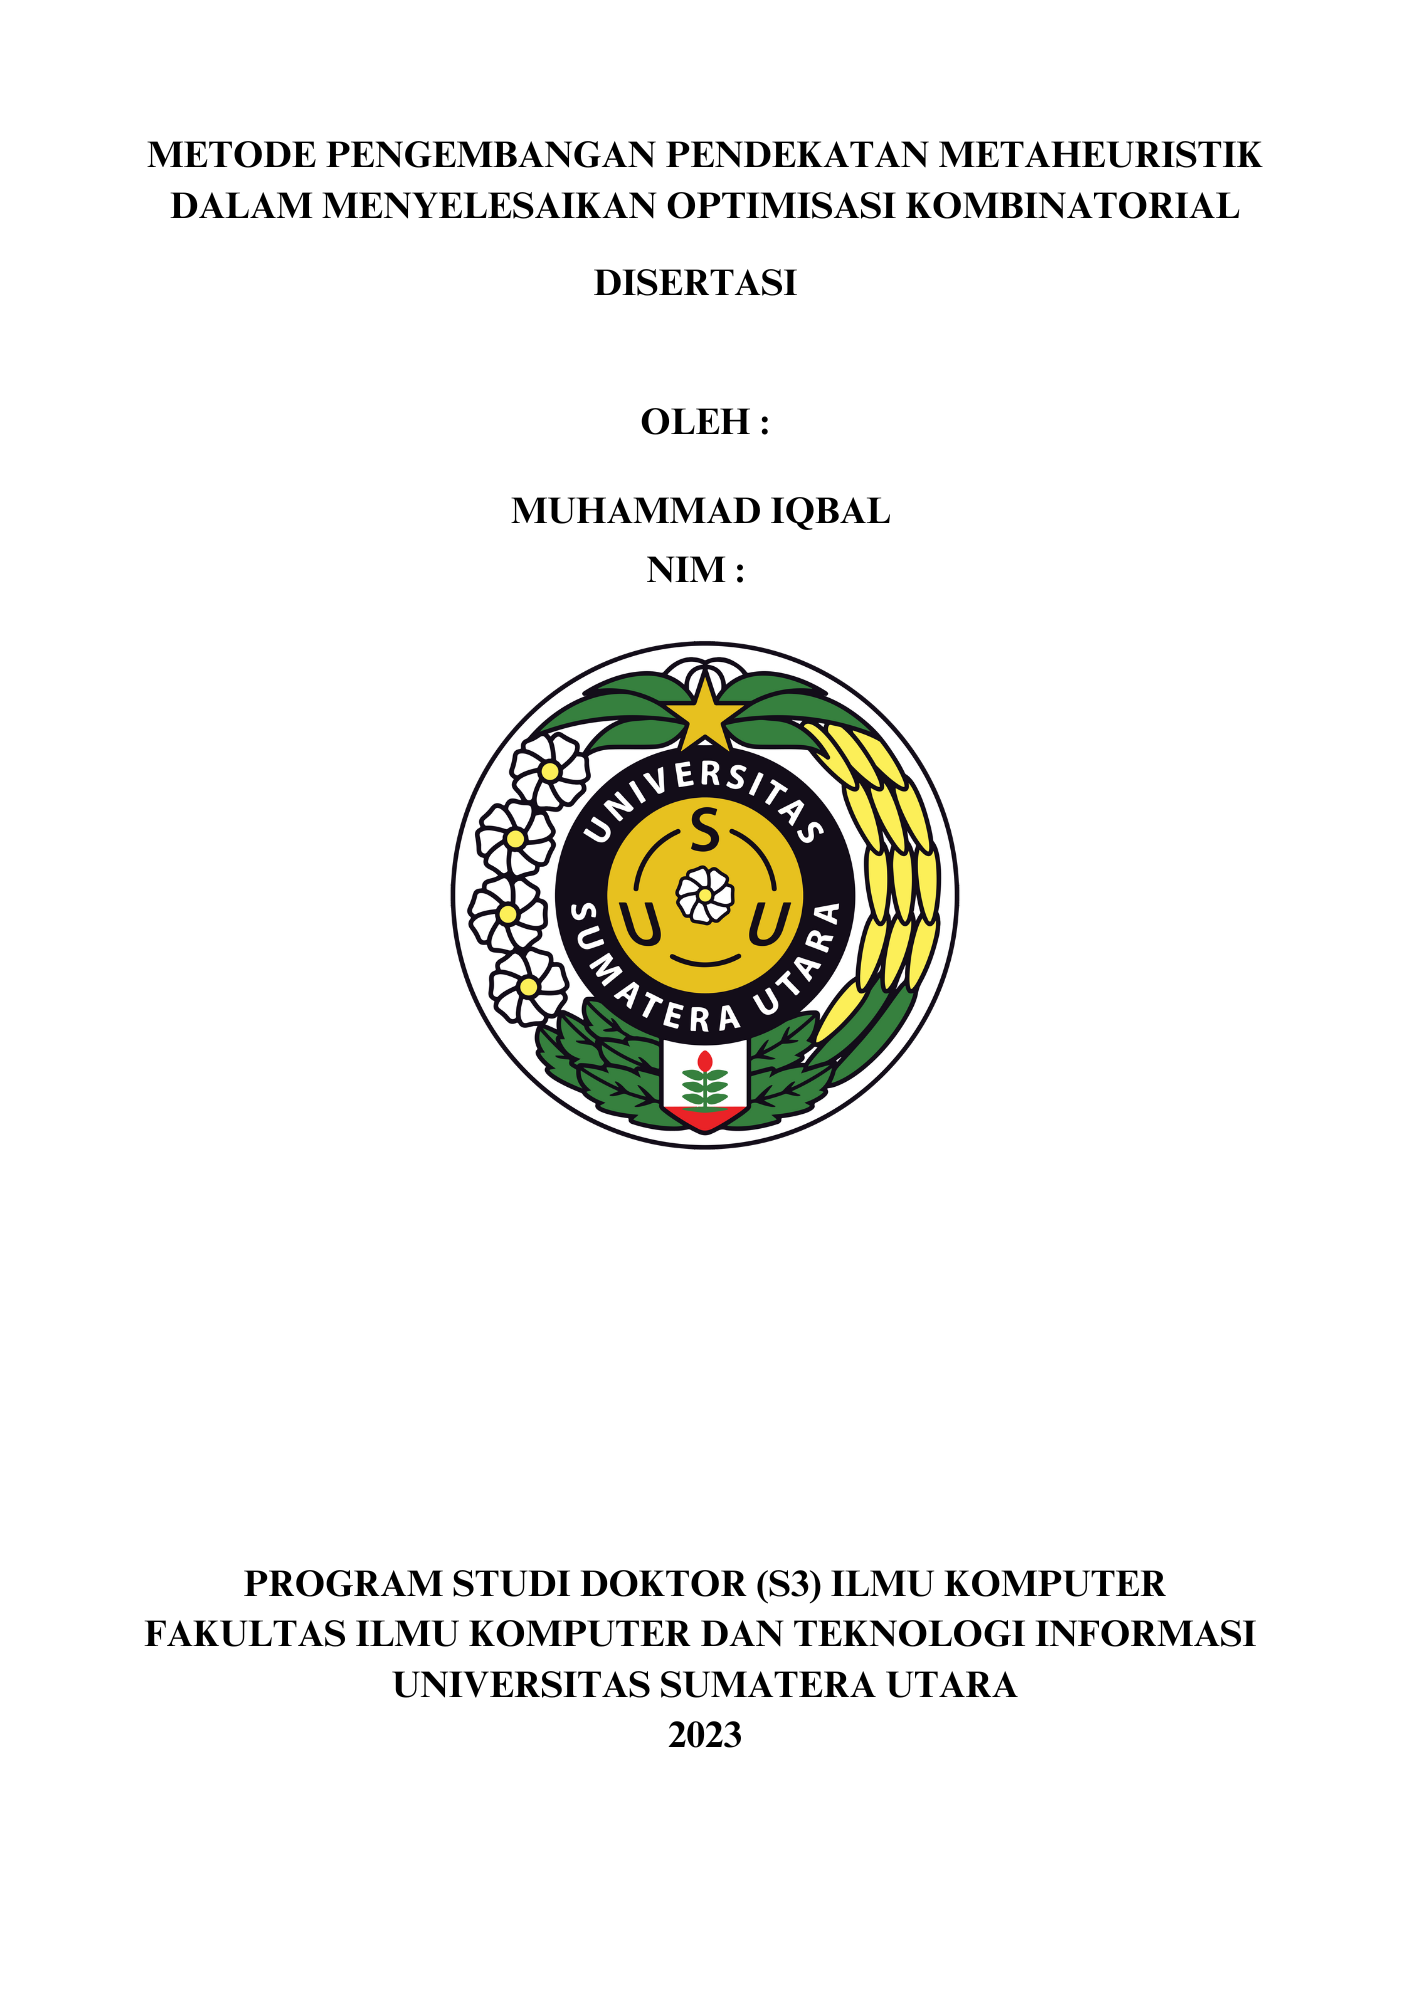 METODE PENGEMBANGAN PENDEKATAN METAHEURISTIK
DALAM MENYELESAIKAN OPTIMISASI KOMBINATORIAL
DISERTASI
OLEH :
MUHAMMAD IQBAL
NIM :
UNIVERSITAS
S
U U
SUMATERA UTARA
PROGRAM STUDI DOKTOR (S3) ILMU KOMPUTER
FAKULTAS ILMU KOMPUTER DAN TEKNOLOGI INFORMASI
UNIVERSITAS SUMATERA UTARA
2023